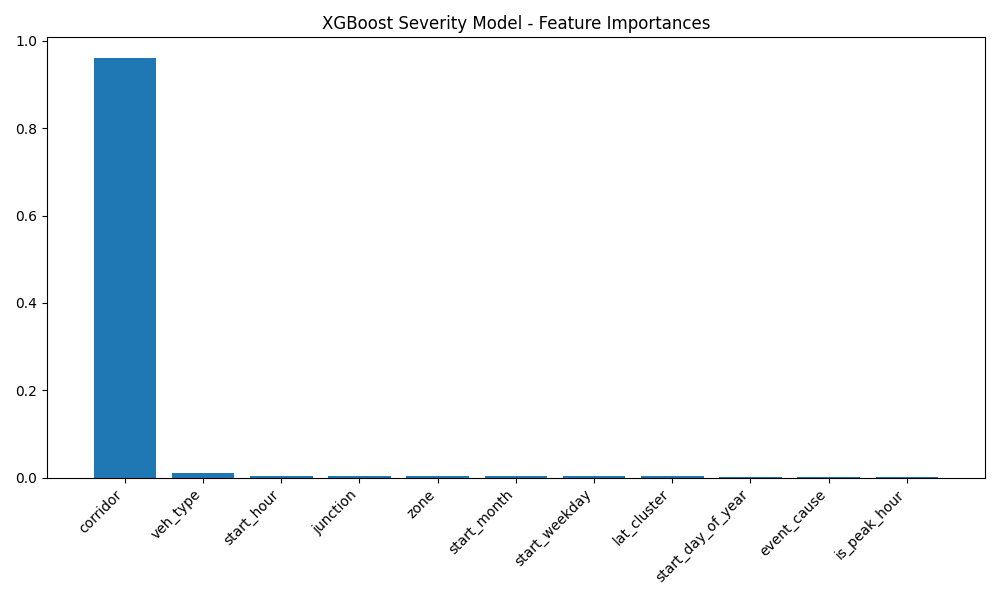 XGBoost Severity Model - Feature Importances
1.0
0.8
0.6
0.4
0.2
0.0
corridor
veh_type
start_hour
junction
zone
start_month
start_weekday
lat_cluster
start_day_of_year
event_cause
is_peak_hour